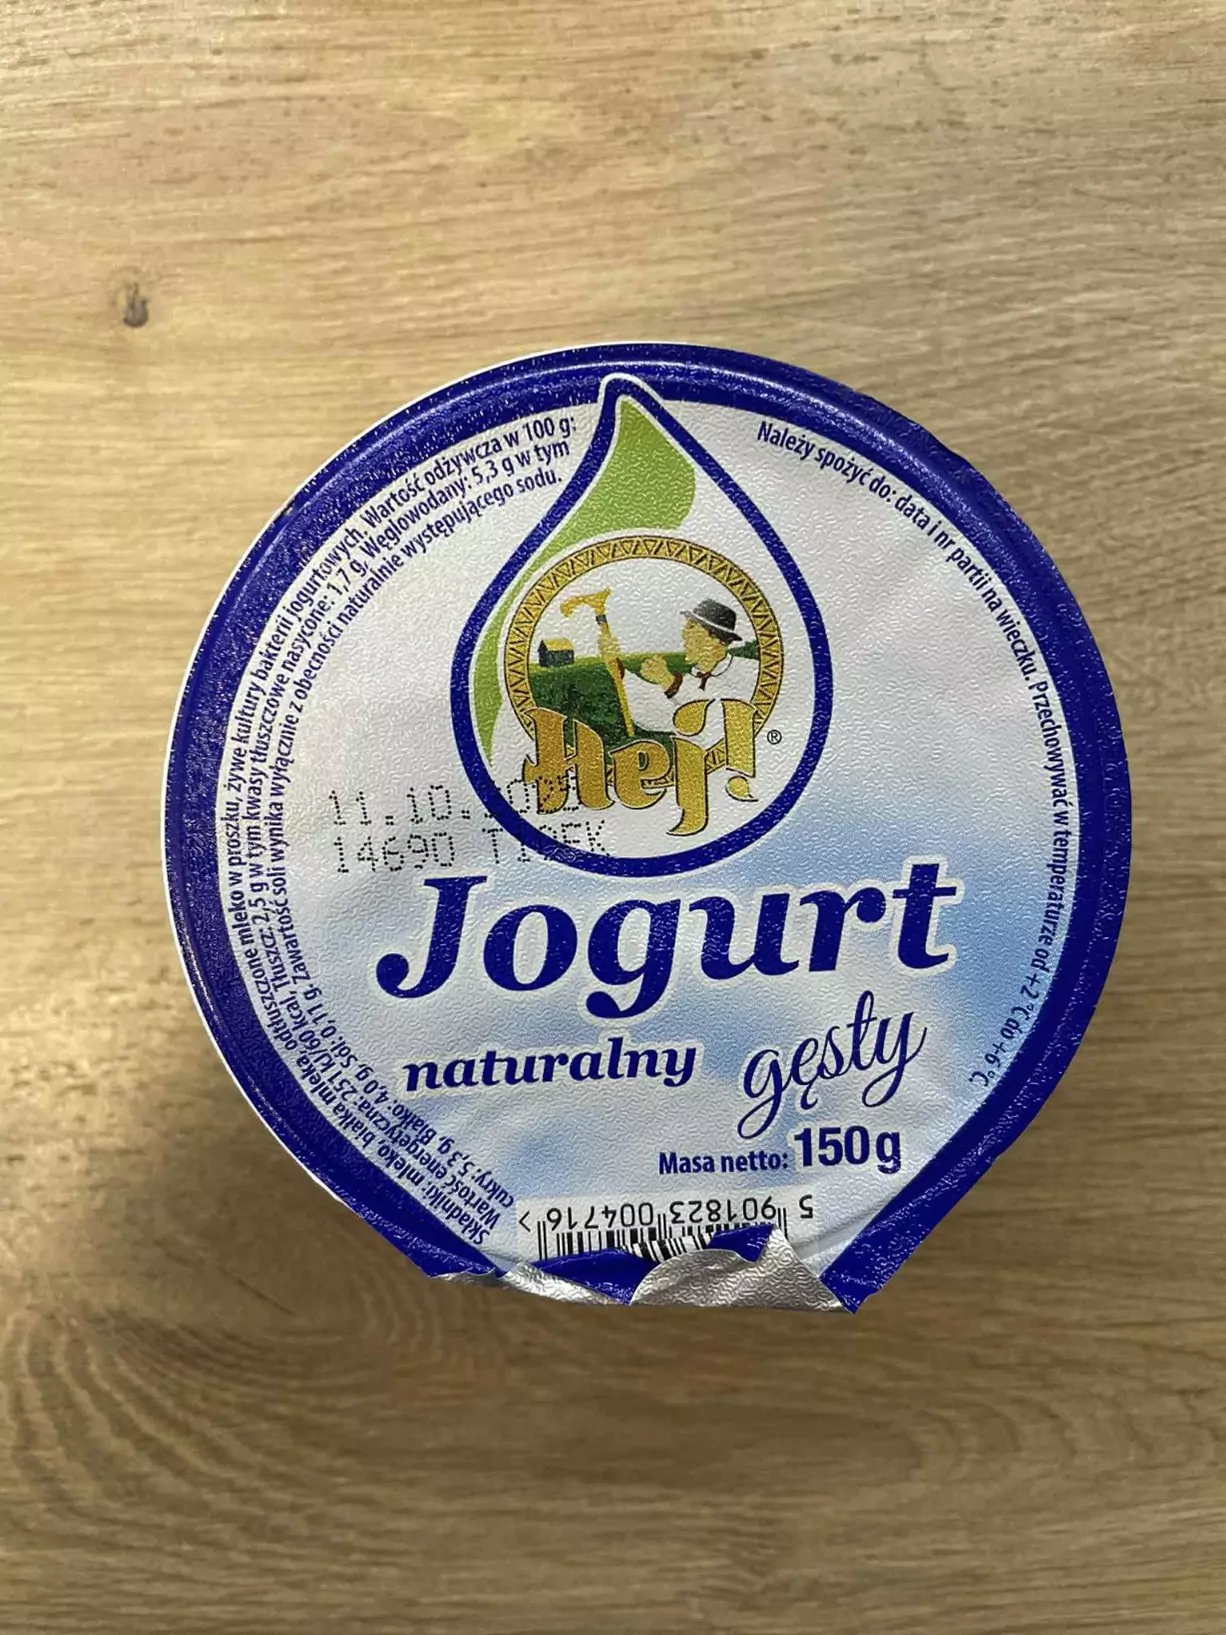 Składniki: mleko, białka mleka, odtłuszczone mleko w proszku, żywe kultury bakterii jogurtowych. Wartość odżywcza w 100 g:
Wartość energetyczna: 251 kJ/60 kcal, Tłuszcz: 2,5 g w tym kwasy tłuszczowe nasycone: 1,7 g, Węglowodany: 5,3 g w tym
cukry: 5,3 g, Białko: 4,0 g Sól: 0,11 g. Zawartość soli wynika wyłącznie z obecności naturalnie występującego sodu.
Należy spożyć do: data i nr partii na wieczku. Przechowywać w temperaturze od +2 °C do +6 °C.
Hej!
®
11.10.
14690
Jogurt
naturalny gęsty
Masa netto: 150g
5 901823 004716 >